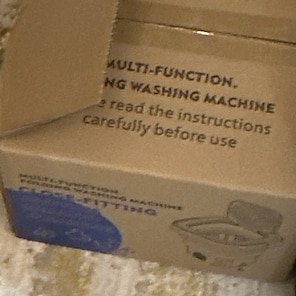 MULTI-FUNCTION.
NG WASHING MACHINE
e read the instructions
carefully before use
MULTI-FUNCTION.
FOLDING WASHING MACHINE
CLOSE-FITTING